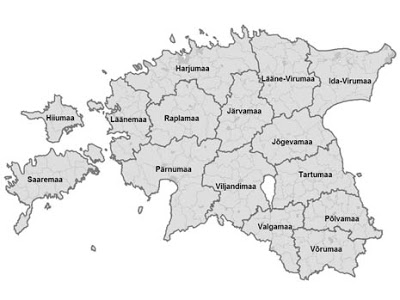 Harjumaa
Lääne-Virumaa
Ida-Virumaa
Hiiumaa
Läänemaa
Raplamaa
Järvamaa
Jõgevamaa
Saaremaa
Pärnumaa
Viljandimaa
Tartumaa
Valgamaa
Põlvamaa
Võrumaa